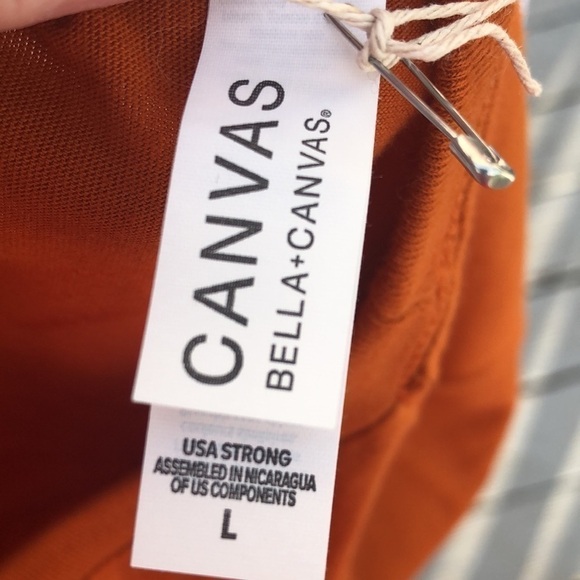 CANVAS
BELLA+CANVAS®
USA STRONG
ASSEMBLED IN NICARAGUA
OF US COMPONENTS
L